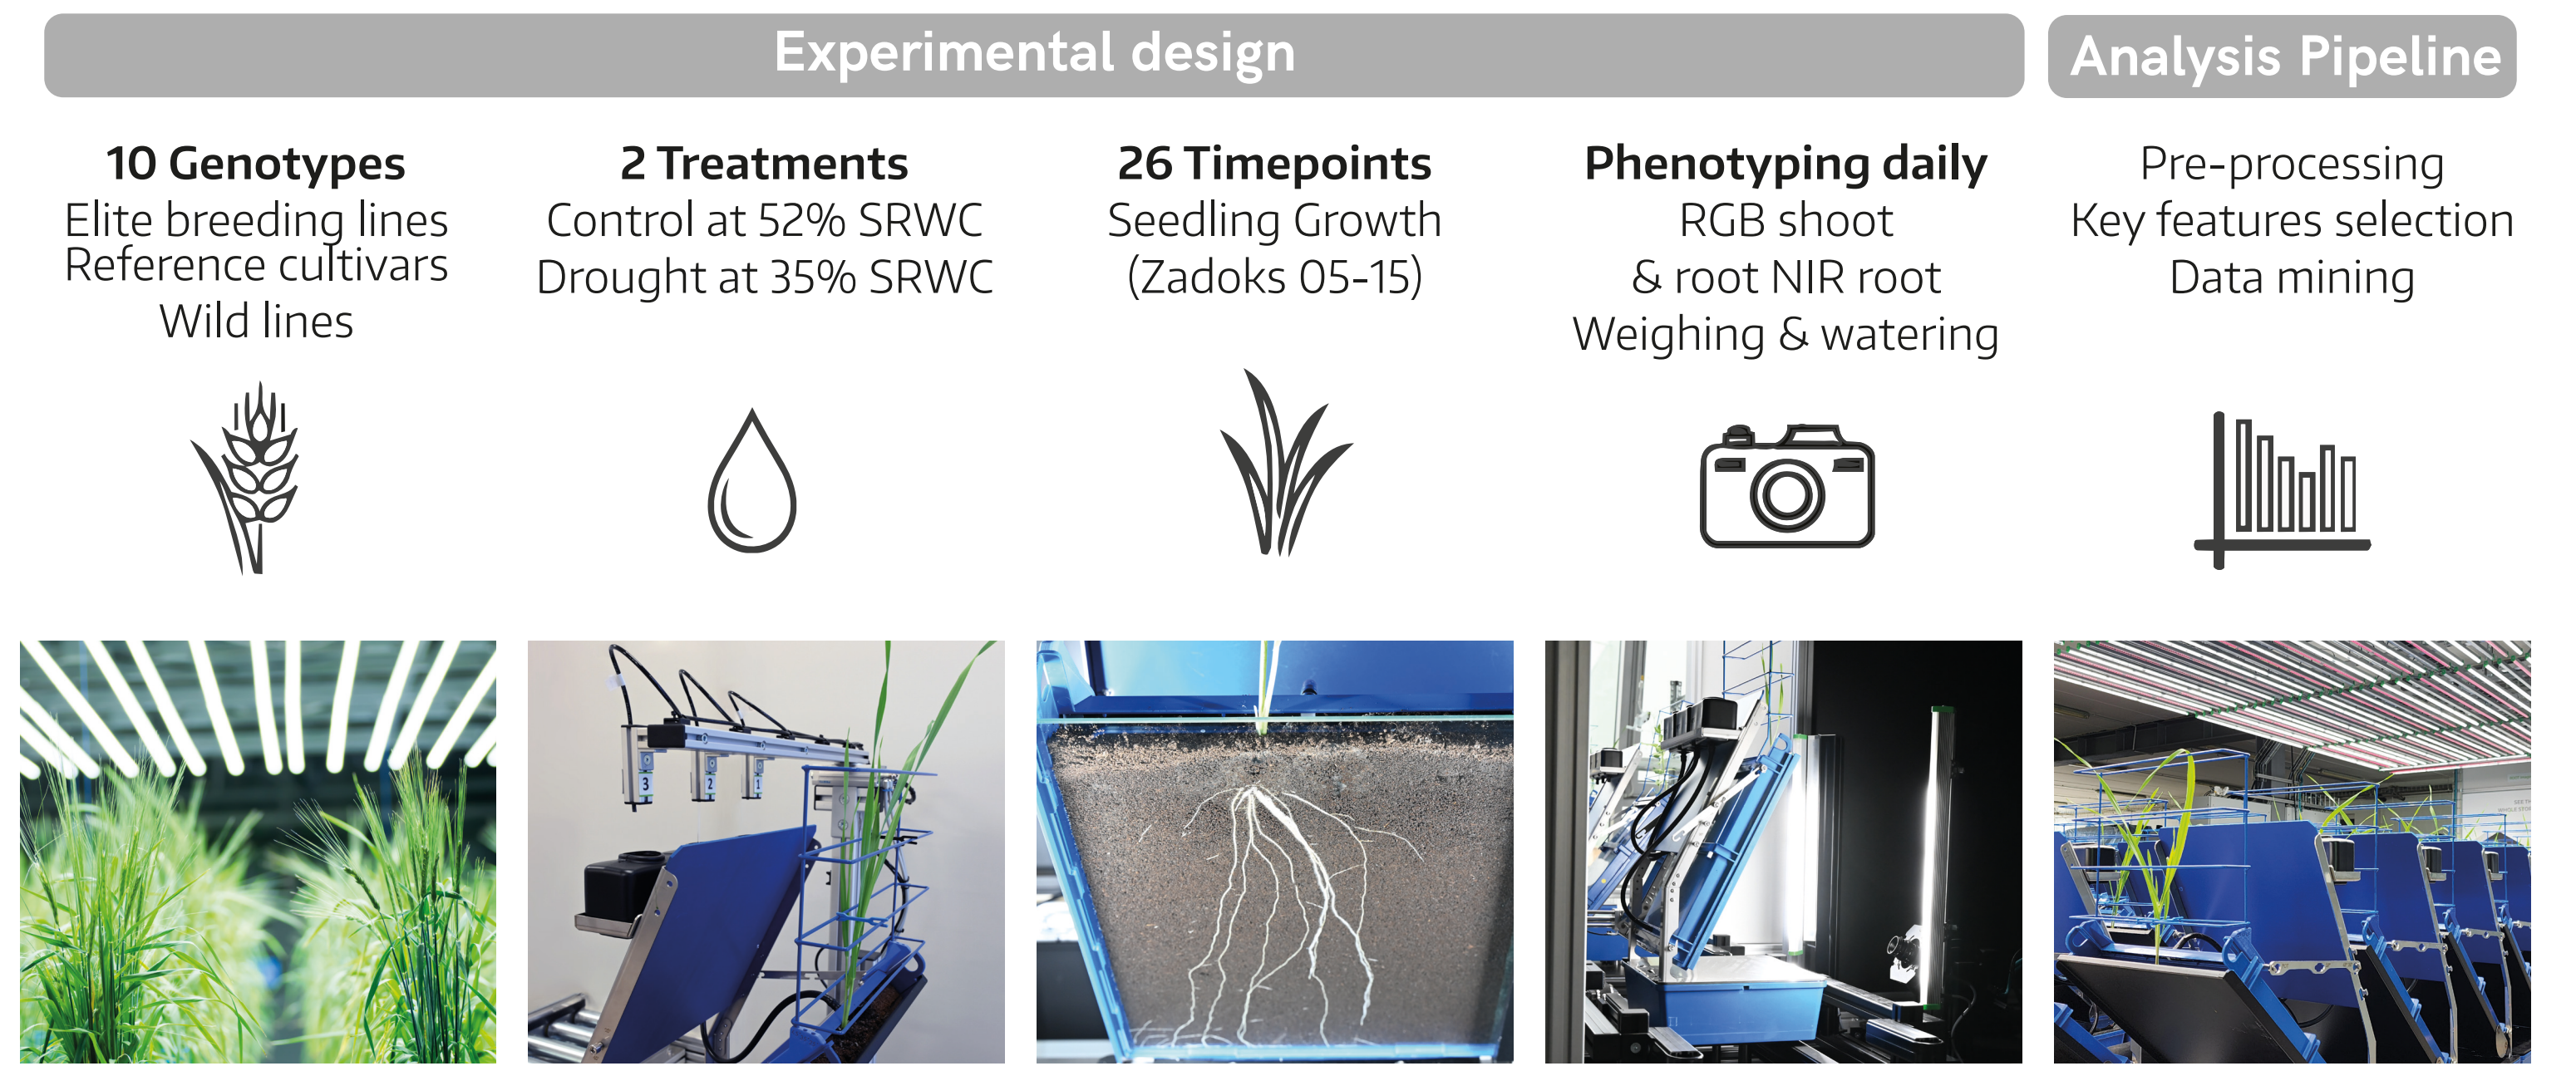 Experimental design
Analysis Pipeline
10 Genotypes
Elite breeding lines
Reference cultivars
Wild lines
2 Treatments
Control at 52% SRWC
Drought at 35% SRWC
26 Timepoints
Seedling Growth
(Zadoks 05-15)
Phenotyping daily
RGB shoot
& root NIR root
Weighing & watering
Pre-processing
Key features selection
Data mining
3
2
1